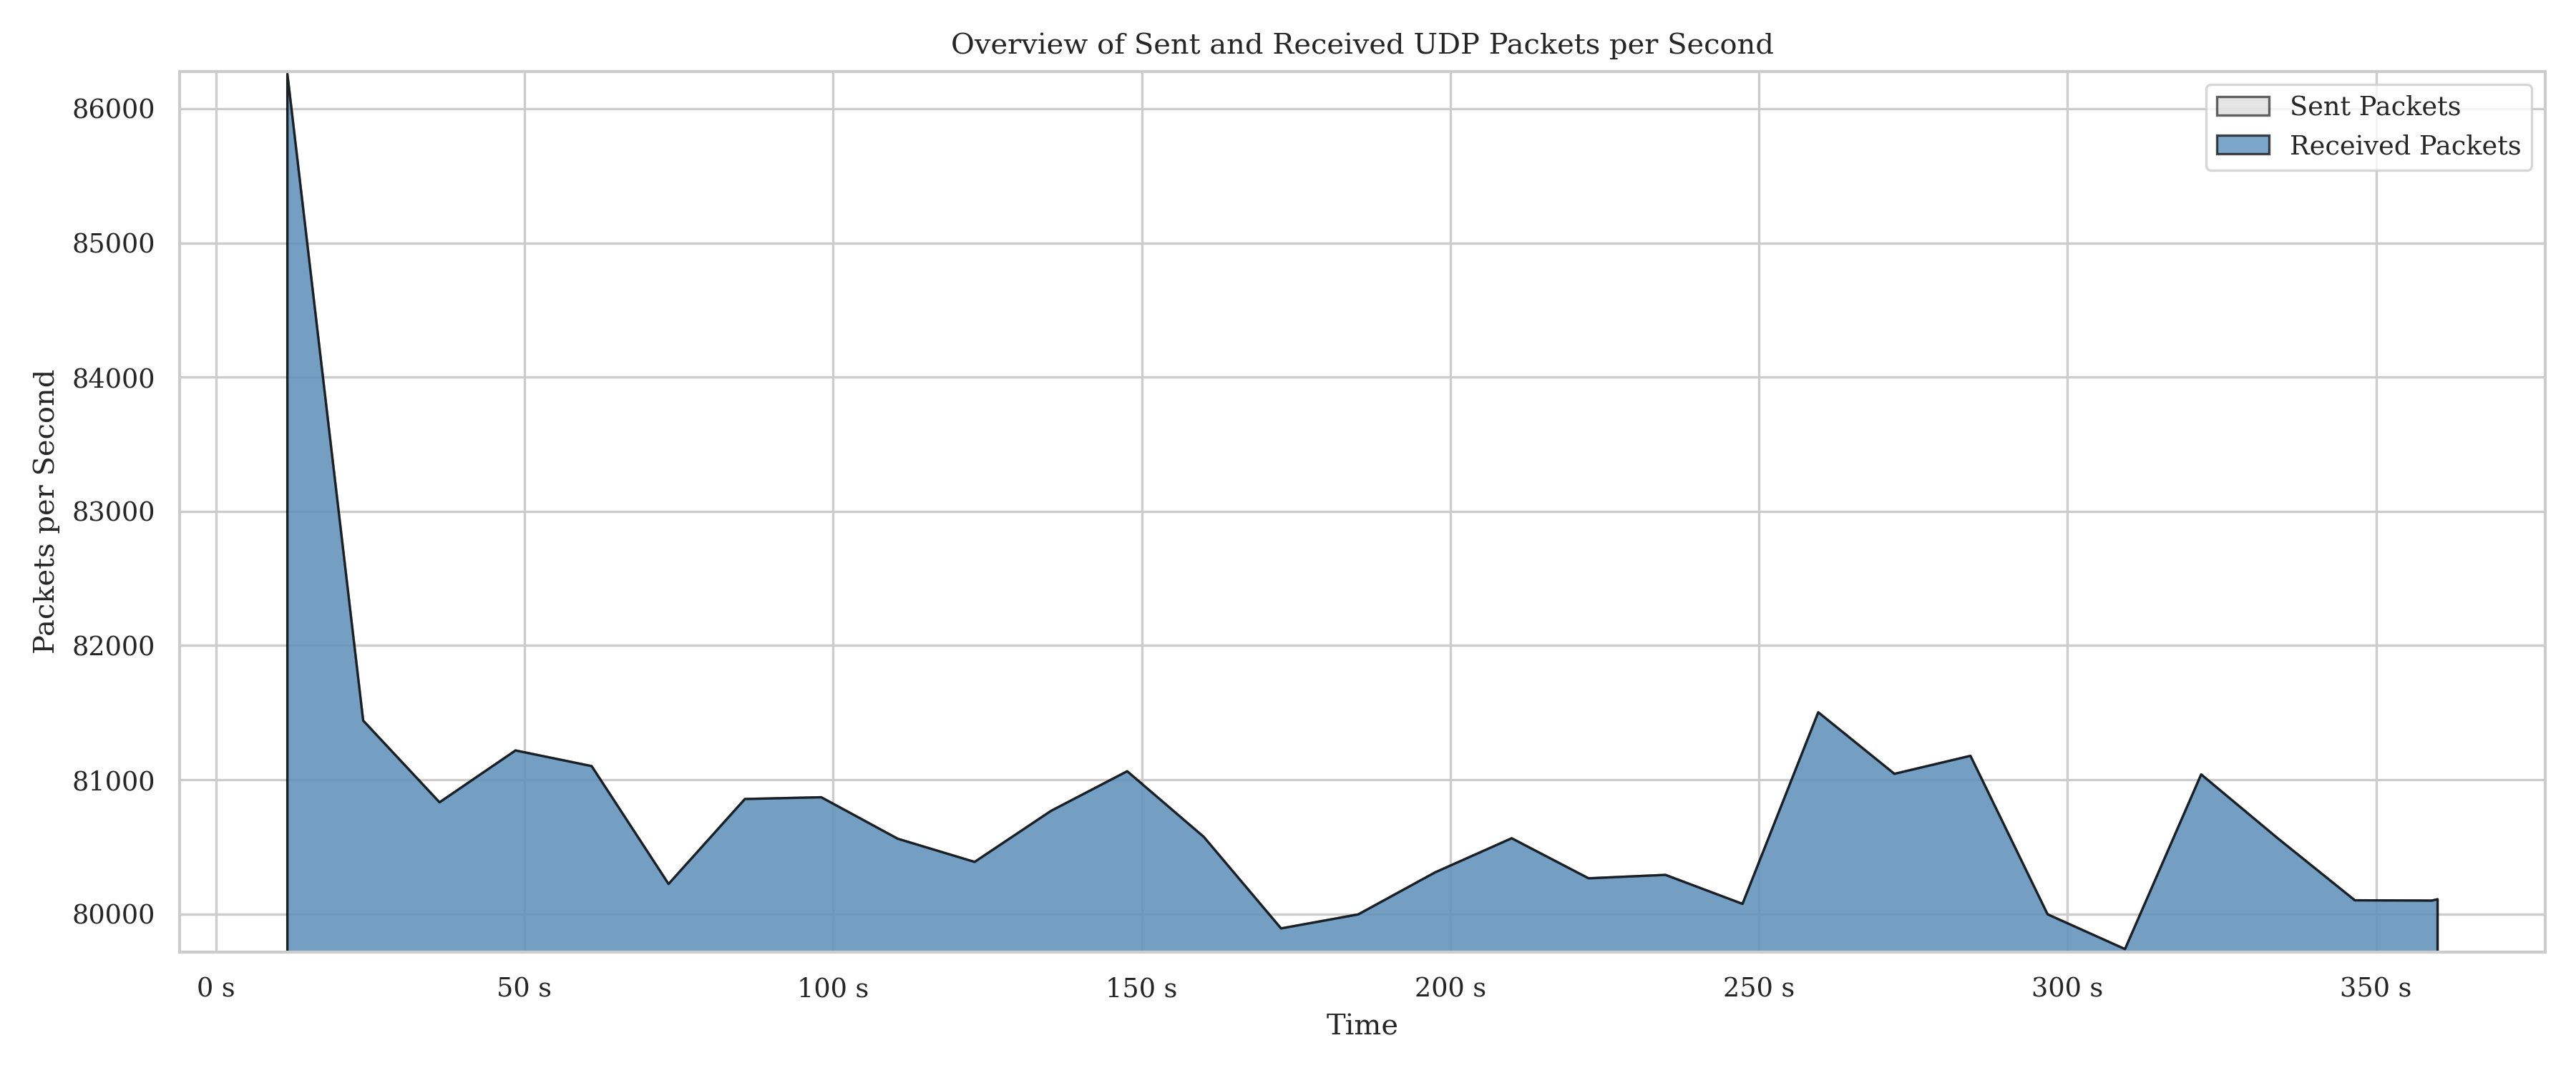 Overview of Sent and Received UDP Packets per Second
Sent Packets
Received Packets
Packets per Second
86000
85000
84000
83000
82000
81000
80000
0 s
50 s
100 s
150 s
200 s
250 s
300 s
350 s
Time